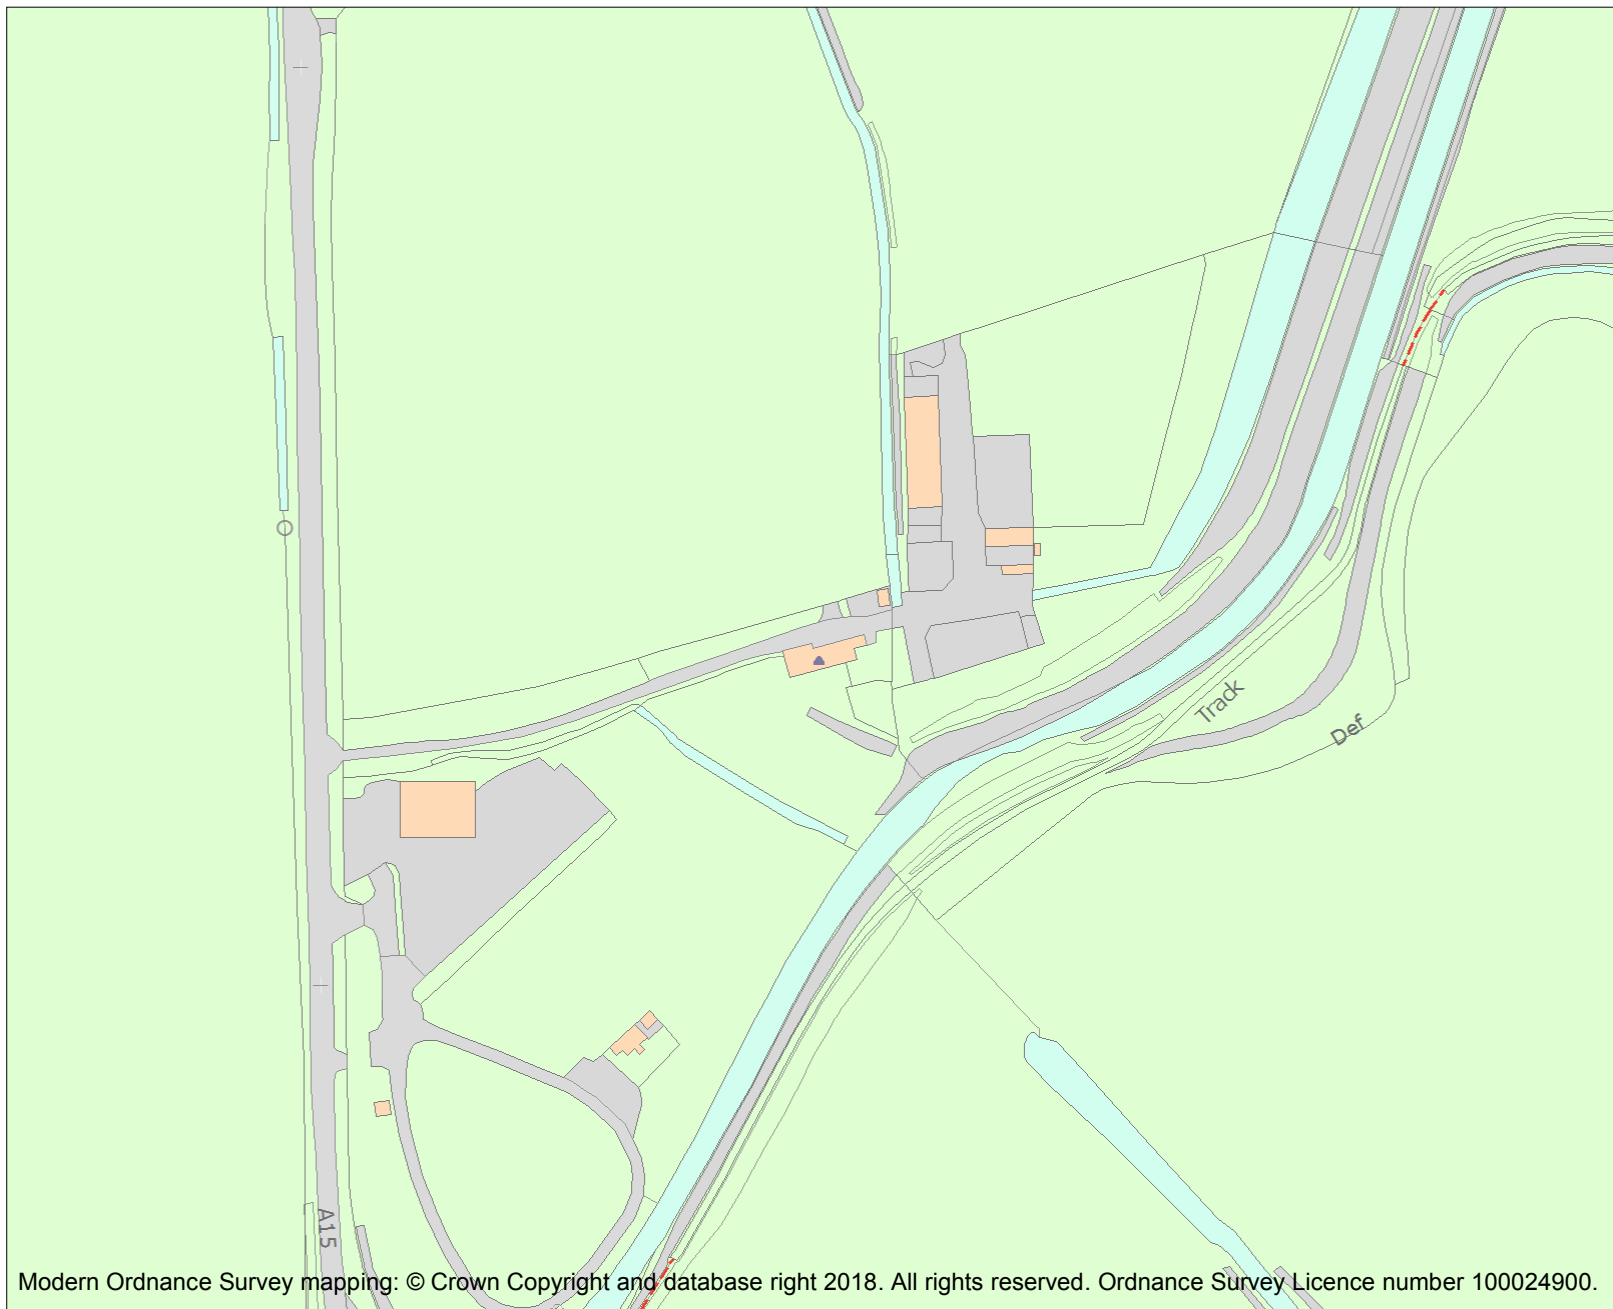 Track
Def
A15
Modern Ordnance Survey mapping: © Crown Copyright and database right 2018. All rights reserved. Ordnance Survey Licence number 100024900.